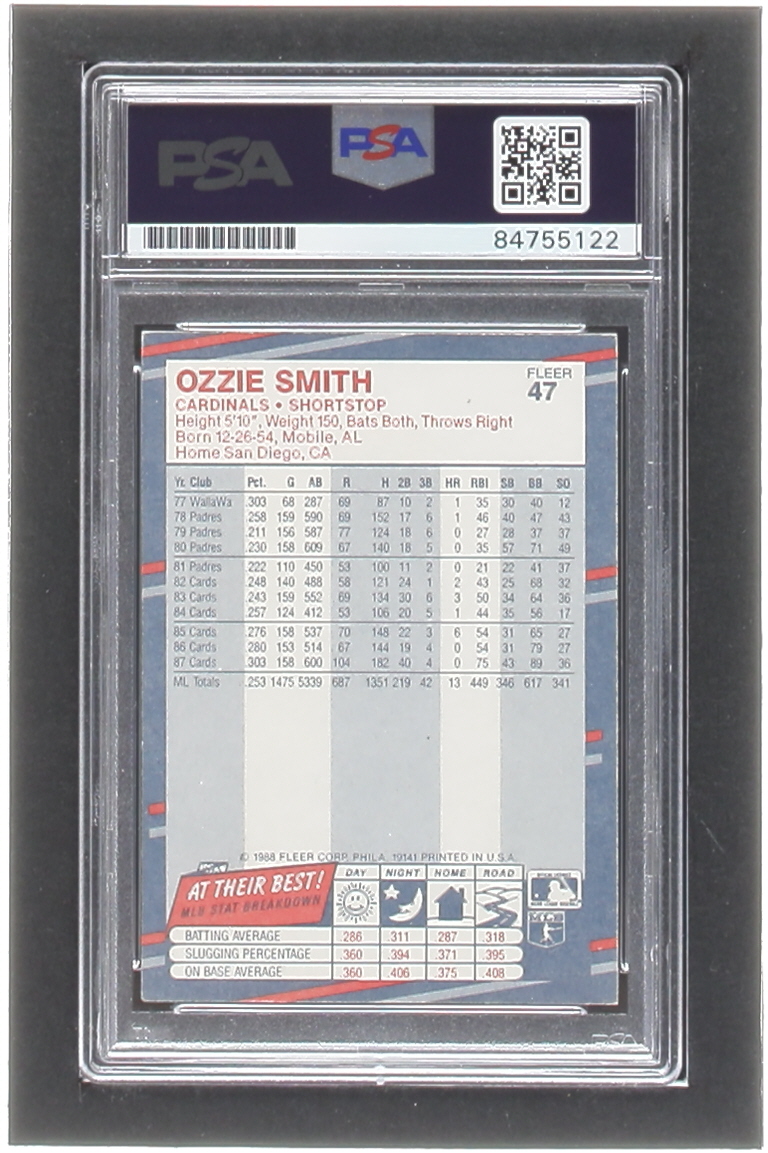 PSA PSA
84755122
OZZIE SMITH
FLEER
47
CARDINALS • SHORTSTOP
Height 5'10", Weight 150, Bats Both, Throws Right
Born 12-26-54, Mobile, AL
Home San Diego, CA
Yr. Club Pct. G AB R H 2B 3B HR RBI SB BB SO
77 WallaWa .303 68 287 69 87 10 2 1 35 30 40 12
78 Padres .258 159 590 69 152 17 6 1 46 40 47 43
79 Padres .211 156 587 77 124 18 6 0 27 28 37 37
80 Padres .230 158 609 67 140 18 5 0 35 57 71 49
81 Padres .222 110 450 53 100 11 2 0 21 22 41 37
82 Cards .248 140 488 58 121 24 1 2 43 25 68 32
83 Cards .243 159 552 69 134 30 6 3 50 34 64 36
84 Cards .257 124 412 53 106 20 5 1 44 35 56 17
85 Cards .276 158 537 70 148 22 3 6 54 31 65 27
86 Cards .280 153 514 67 144 19 4 0 54 31 79 27
87 Cards .303 158 600 104 182 40 4 0 75 43 89 36
ML Totals .253 1475 5339 687 1351 219 42 13 449 346 617 341
© 1988 FLEER CORP. PHILA. 19141 PRINTED IN U.S.A.
AT THEIR BEST!
MLB STAT BREAKDOWN
DAY NIGHT HOME ROAD
BATTING AVERAGE .286 .311 .287 .318
SLUGGING PERCENTAGE .360 .394 .371 .395
ON BASE AVERAGE .360 .406 .375 .408
PSA